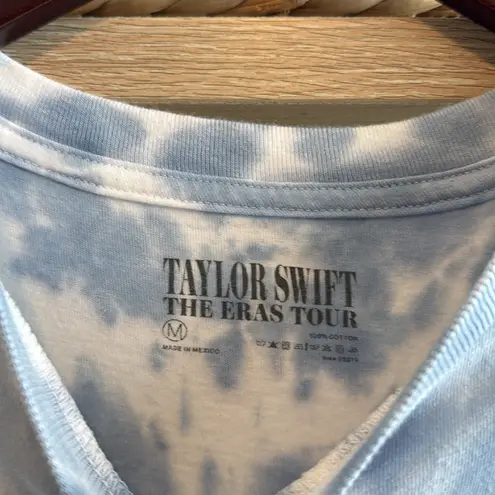 TAYLOR SWIFT
THE ERAS TOUR
M
100% COTTON
MADE IN MEXICO